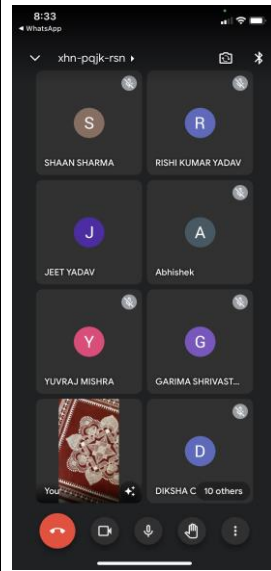 8:33
WhatsApp
xhn-pqjk-rsn
S
R
SHAAN SHARMA
RISHI KUMAR YADAV
J
A
JEET YADAV
Abhishek
Y
G
YUVRAJ MISHRA
GARIMA SHRIVAST...
D
You
DIKSHA C
10 others